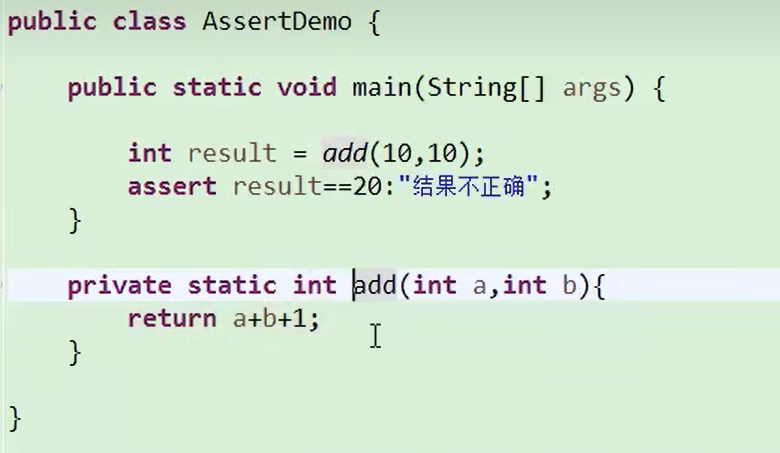 public class AssertDemo {
public static void main(String[] args) {
int result = add(10,10);
assert result==20:"结果不正确";
}
private static int add(int a,int b){
return a+b+1;
}
}